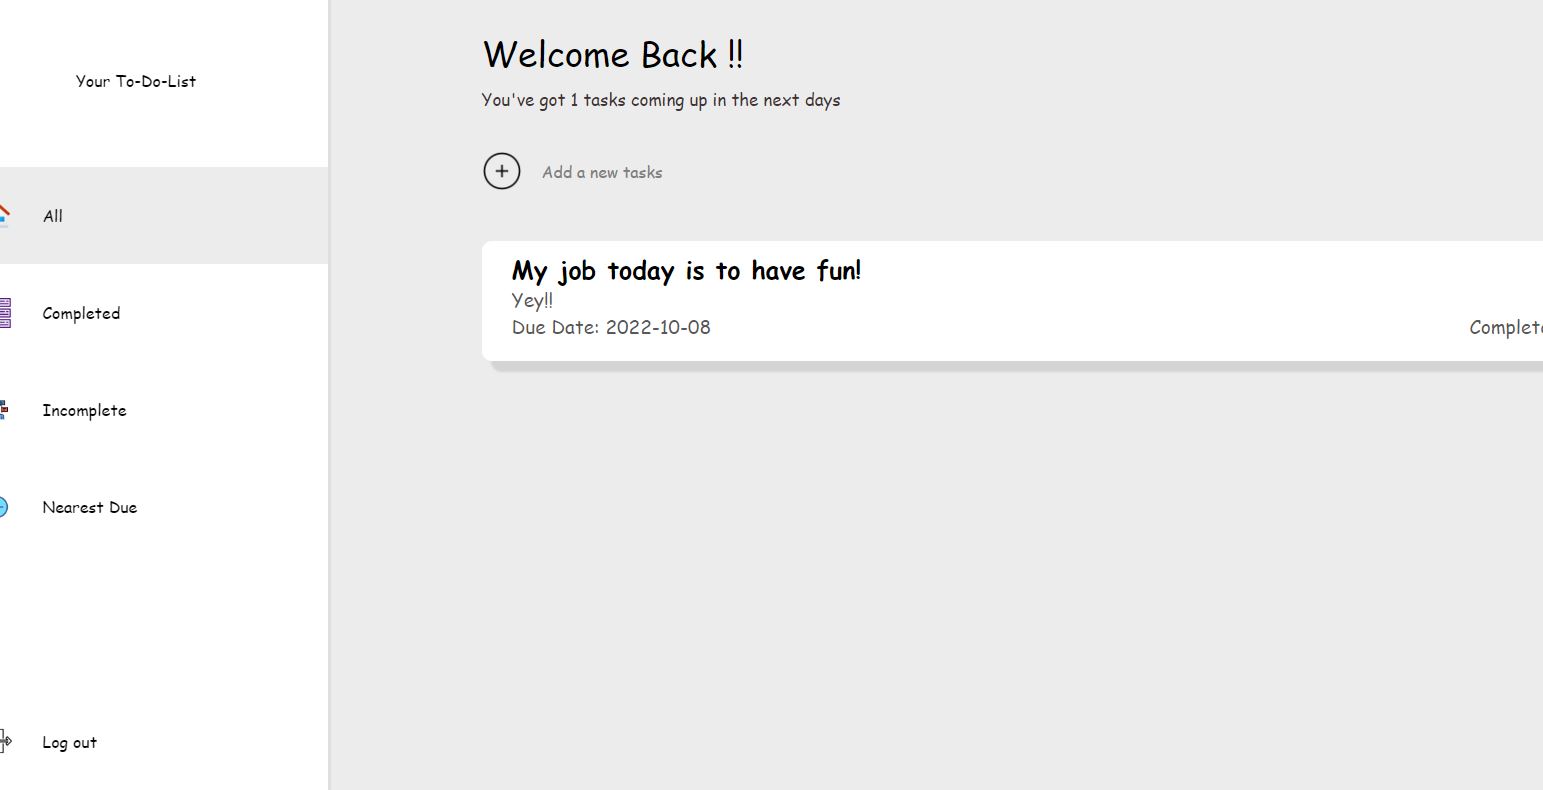 Your To-Do-List
All
Completed
Incomplete
Nearest Due
Log out
Welcome Back !!
You've got 1 tasks coming up in the next days
Add a new tasks
My job today is to have fun!
Yey!!
Due Date: 2022-10-08